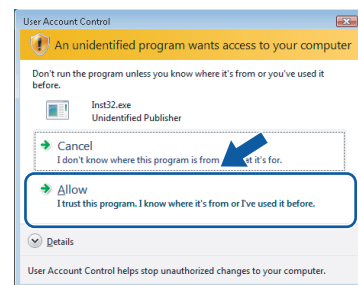 User Account Control
An unidentified program wants access to your computer
Don't run the program unless you know where it's from or you've used it
before.
Inst32.exe
Unidentified Publisher
Cancel
I don't know where this program is from at it's for.
Allow
I trust this program. I know where it's from or I've used it before.
Details
User Account Control helps stop unauthorized changes to your computer.